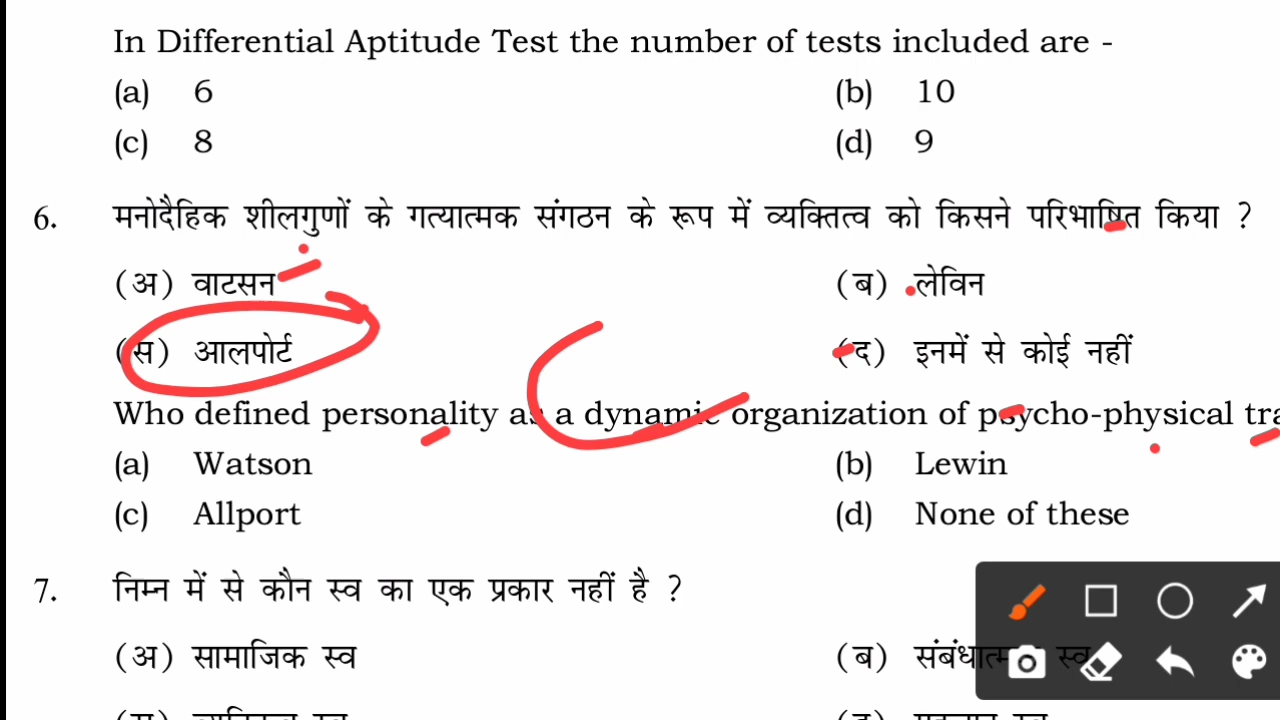 In Differential Aptitude Test the number of tests included are -
(a) 6 (b) 10
(c) 8 (d) 9
6. मनोदैहिक शीलगुणों के गत्यात्मक संगठन के रूप में व्यक्तित्व को किसने परिभाषित किया ?
(अ) वाटसन (ब) लेविन
(स) आलपोर्ट (द) इनमें से कोई नहीं
Who defined personality as a dynamic organization of psycho-physical
(a) Watson (b) Lewin
(c) Allport (d) None of these
7. निम्न में से कौन स्व का एक प्रकार नहीं है ?
(अ) सामाजिक स्व (ब) स्व